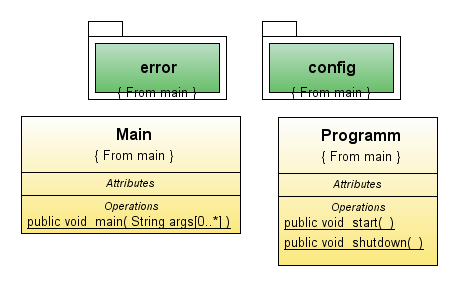 error
{ From main }
config
{ From main }
Main
{ From main }
Attributes
Operations
public void main( String args[0..*] )
Programm
{ From main }
Attributes
Operations
public void start( )
public void shutdown( )